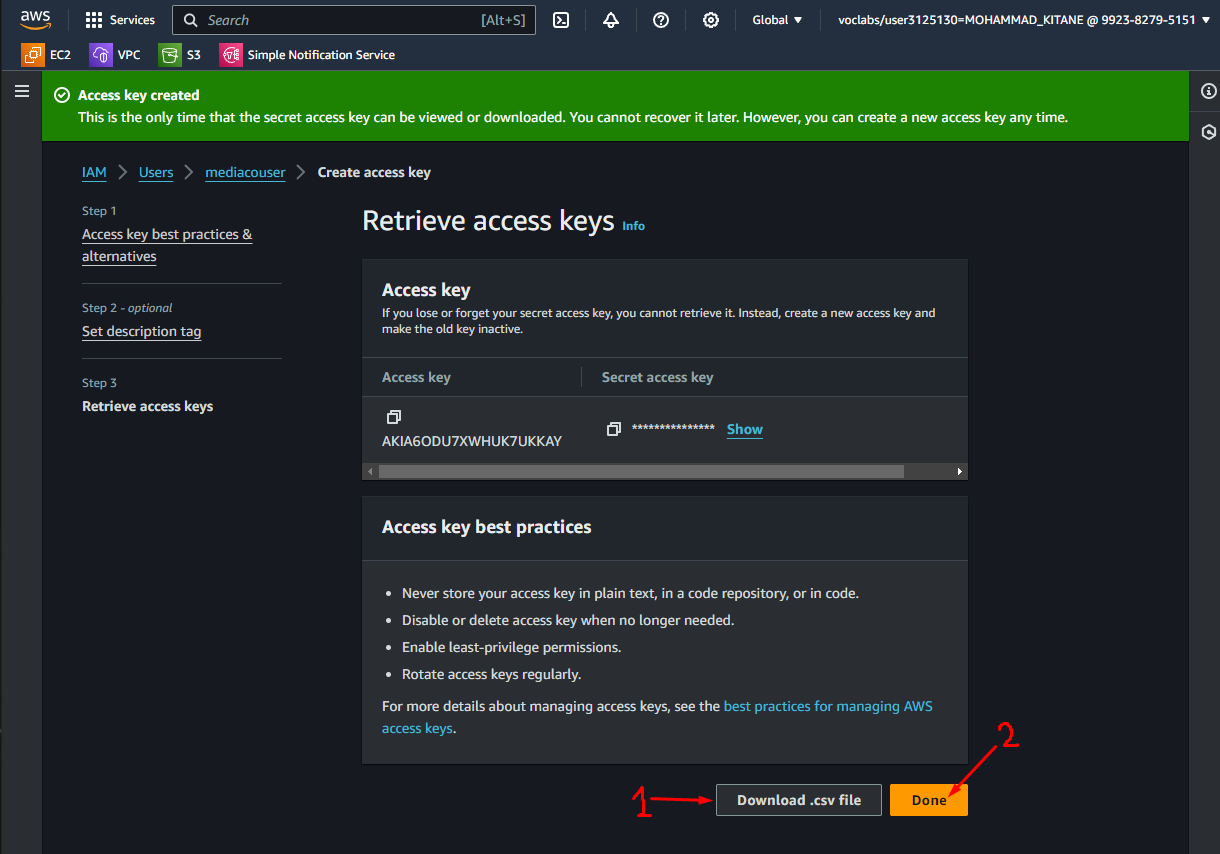 aws
Services
Search
[Alt+S]
Global
voclabs/user3125130=MOHAMMAD_KITANE @ 9923-8279-5151
EC2
VPC
S3
Simple Notification Service
Access key created
This is the only time that the secret access key can be viewed or downloaded. You cannot recover it later. However, you can create a new access key any time.
IAM > Users > mediacouser > Create access key
Step 1
Access key best practices &
alternatives
Step 2 - optional
Set description tag
Step 3
Retrieve access keys
Retrieve access keys Info
Access key
If you lose or forget your secret access key, you cannot retrieve it. Instead, create a new access key and
make the old key inactive.
Access key
Secret access key
AKIA6ODU7XWHUK7UKKAY
*************** Show
Access key best practices
• Never store your access key in plain text, in a code repository, or in code.
• Disable or delete access key when no longer needed.
• Enable least-privilege permissions.
• Rotate access keys regularly.
For more details about managing access keys, see the best practices for managing AWS
access keys.
2
1
Download .csv file
Done